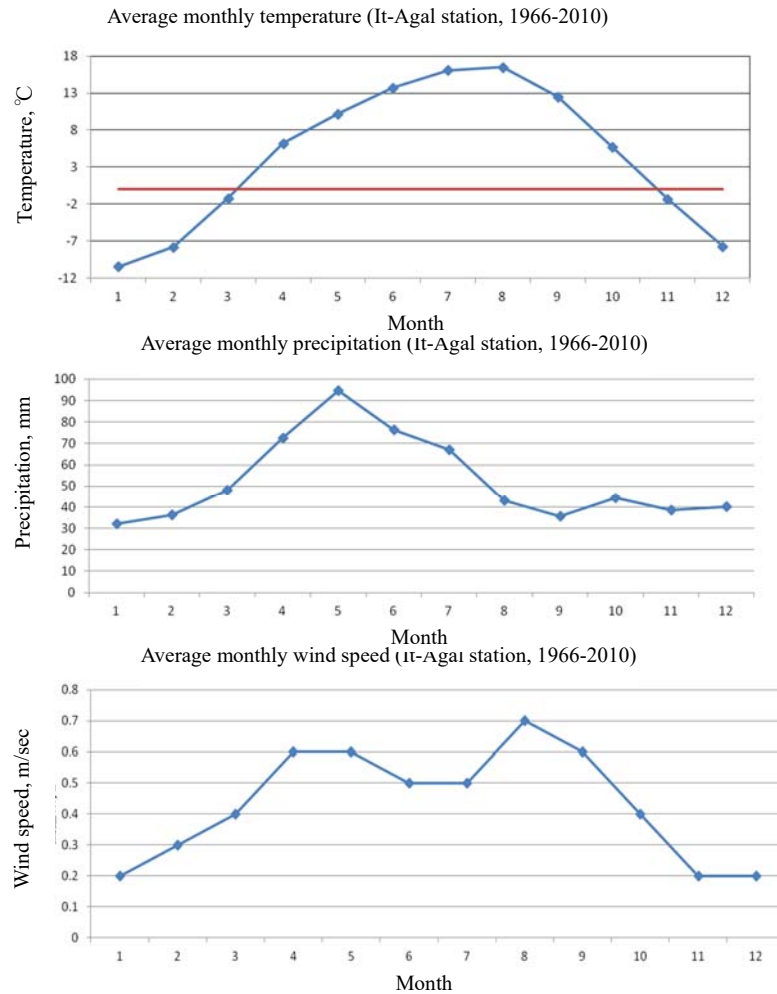 Average monthly temperature (It-Agal station, 1966-2010)
Temperature, °C
18
13
8
3
-2
-7
-12
1 2 3 4 5 6 7 8 9 10 11 12
Month
Average monthly precipitation (It-Agal station, 1966-2010)
Precipitation, mm
100
90
80
70
60
50
40
30
20
10
0
1 2 3 4 5 6 7 8 9 10 11 12
Month
Average monthly wind speed (It-Agal station, 1966-2010)
Wind speed, m/sec
0.8
0.7
0.6
0.5
0.4
0.3
0.2
0.1
0
1 2 3 4 5 6 7 8 9 10 11 12
Month